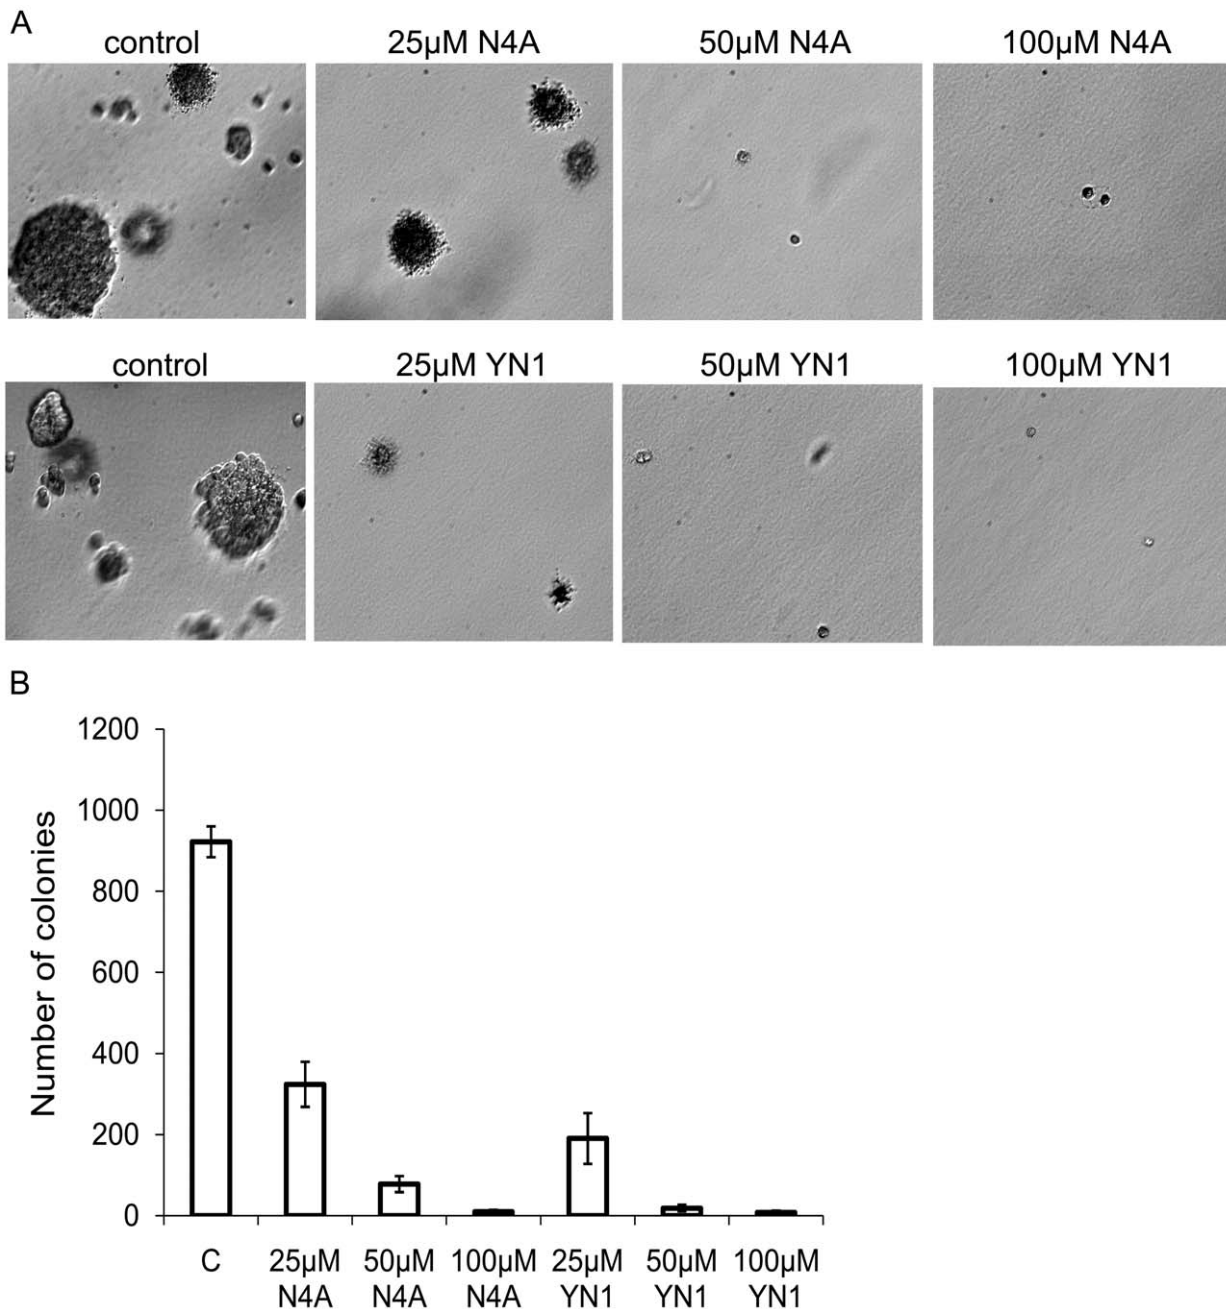 A
control 25µM N4A 50µM N4A 100µM N4A
control 25µM YN1 50µM YN1 100µM YN1
B
Number of colonies
1200
1000
800
600
400
200
0
C 25µM 50µM 100µM 25µM 50µM 100µM
N4A N4A N4A YN1 YN1 YN1